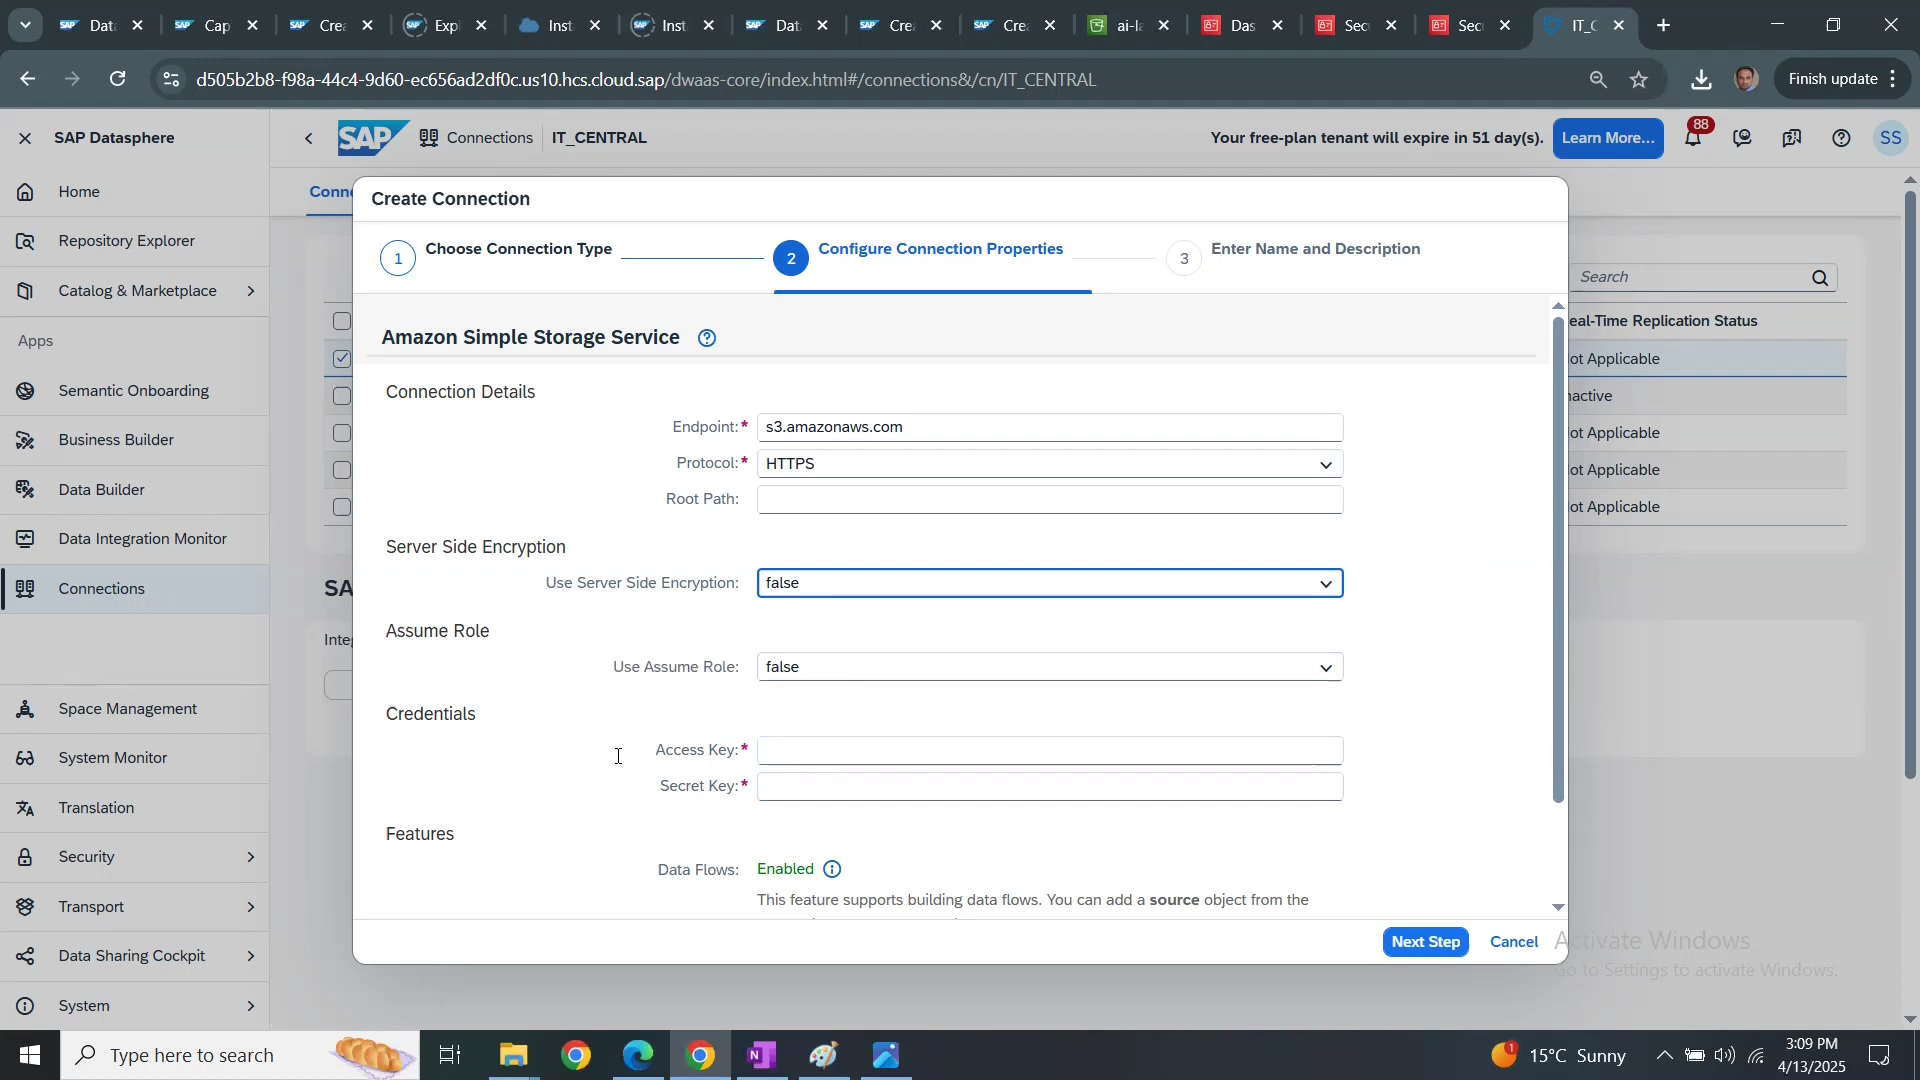 Data
Cap
Crea
Expl
Inst
Inst
Data
Cre
Cre
ai-la
Das
Sec
Sec
IT_C
d505b2b8-f98a-44c4-9d60-ec656ad2df0c.us10.hcs.cloud.sap/dwaas-core/index.html#/connections&/cn/IT_CENTRAL
Finish update
SAP Datasphere
SAP
Connections
IT_CENTRAL
Your free-plan tenant will expire in 51 day(s).
Learn More...
88
SS
Home
Repository Explorer
Catalog & Marketplace
Apps
Semantic Onboarding
Business Builder
Data Builder
Data Integration Monitor
Connections
Space Management
System Monitor
Translation
Security
Transport
Data Sharing Cockpit
System
Conne
SA
Inte
Create Connection
1 Choose Connection Type
2 Configure Connection Properties
3 Enter Name and Description
Amazon Simple Storage Service
Connection Details
Endpoint:* s3.amazonaws.com
Protocol:* HTTPS
Root Path:
Server Side Encryption
Use Server Side Encryption: false
Assume Role
Use Assume Role: false
Credentials
Access Key:*
Secret Key:*
Features
Data Flows: Enabled
This feature supports building data flows. You can add a source object from the
Next Step
Cancel
Search
eal-Time Replication Status
ot Applicable
nactive
ot Applicable
ot Applicable
ot Applicable
Activate Windows
Go to Settings to activate Windows.
Type here to search
1
15°C Sunny
3:09 PM
4/13/2025